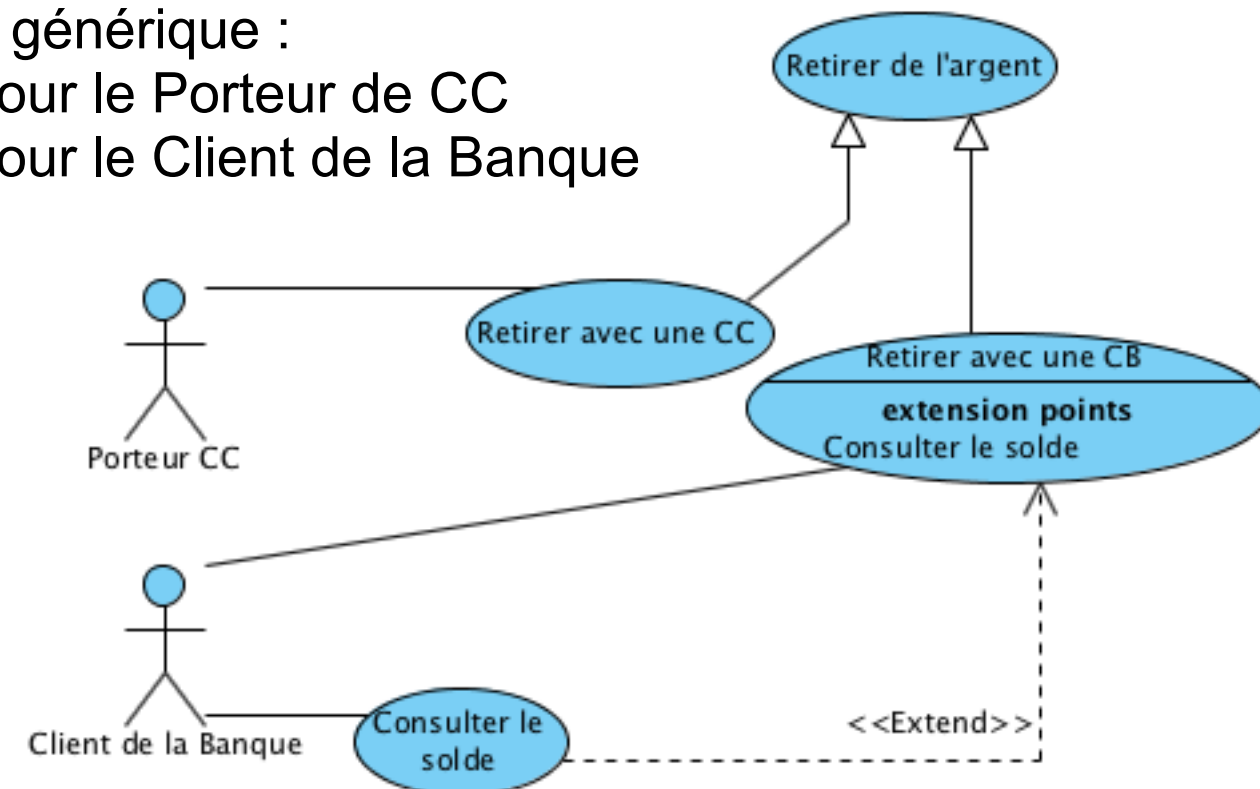 générique :
our le Porteur de CC
our le Client de la Banque
Retirer de l'argent
Retirer avec une CC
Retirer avec une CB
extension points
Consulter le solde
Porteur CC
Client de la Banque
Consulter le
solde
<<Extend>>